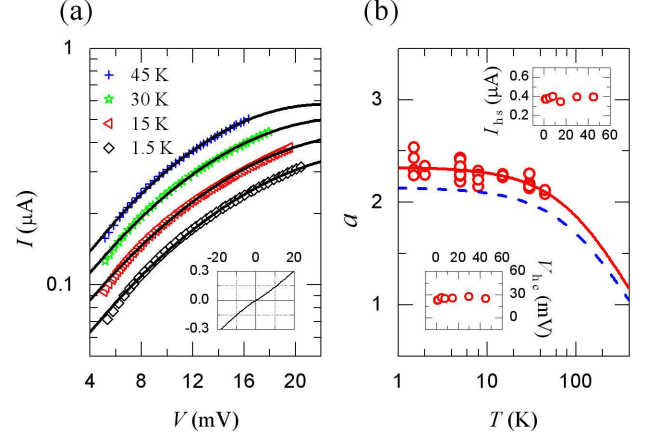 (a)
(b)
1
0.1
I (μA)
45 K
30 K
15 K
1.5 K
-20 0 20
0.3
0.0
-0.3
4 8 12 16 20
V (mV)
3
2
1
a
0.6
0.4
0.2
I_hs (μA)
0 20 40 60
0 20 40 60
60
30
0
V_hc (mV)
1 10 100
T (K)